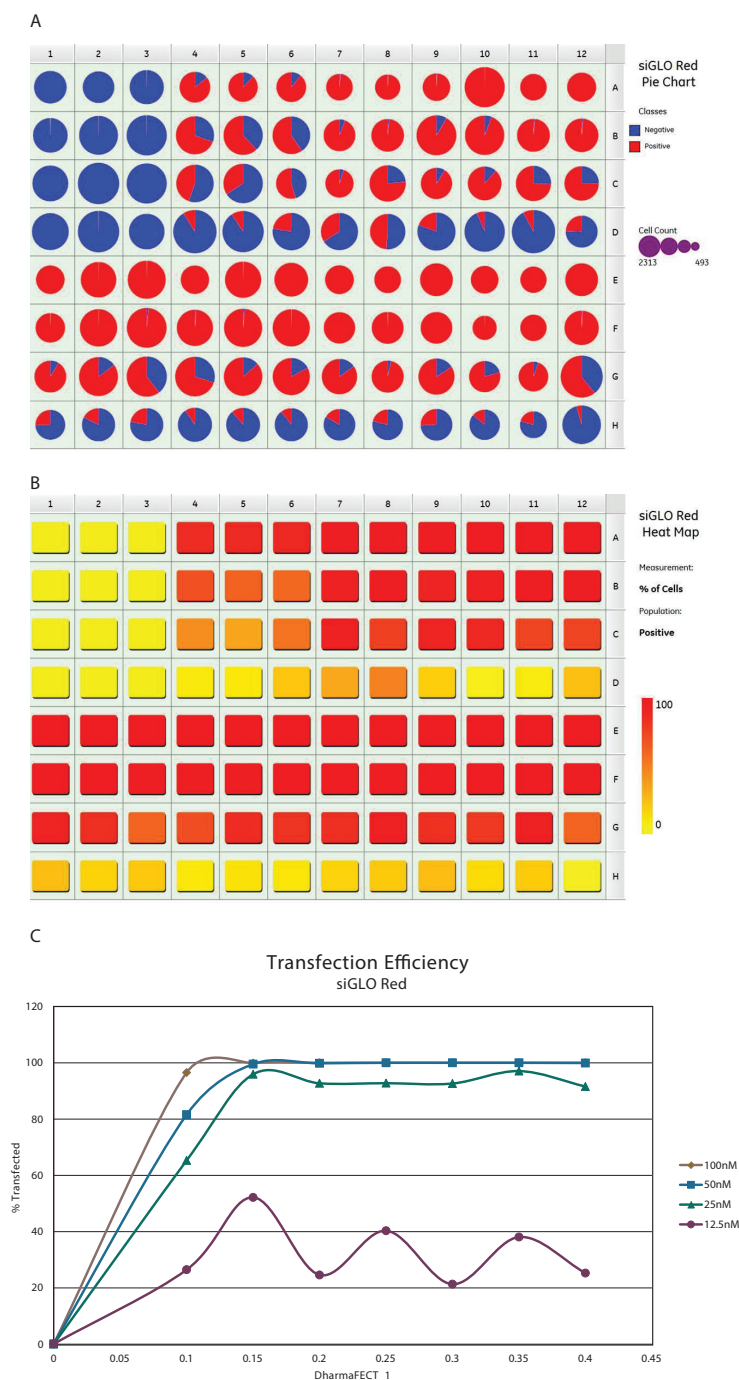 A
1 2 3 4 5 6 7 8 9 10 11 12
siGLO Red
Pie Chart
A
Classes
Negative
Positive
B
C
D
Cell Count
2313 493
E
F
G
H
B
1 2 3 4 5 6 7 8 9 10 11 12
siGLO Red
Heat Map
A
Measurement:
% of Cells
B
Population:
Positive
C
D
100
E
F
0
G
H
C
Transfection Efficiency
siGLO Red
120
100
80
60
40
20
0
% Transfected
100nM
50nM
25nM
12.5nM
0 0.05 0.1 0.15 0.2 0.25 0.3 0.35 0.4 0.45
DharmaFECT 1